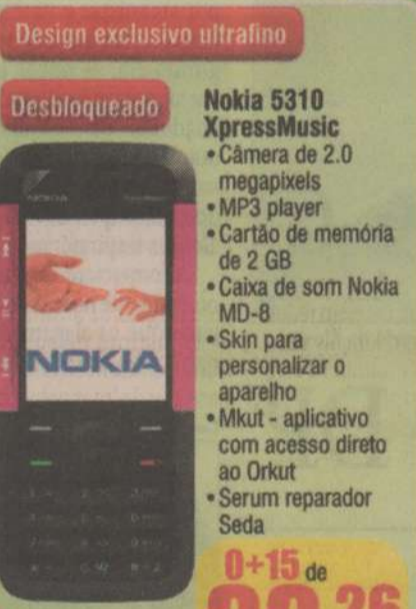 Design exclusivo ultrafino
Desbloqueado
Nokia 5310
XpressMusic
• Câmera de 2.0
megapixels
• MP3 player
• Cartão de memória
de 2 GB
• Caixa de som Nokia
MD-8
• Skin para
personalizar o
aparelho
• Mkut - aplicativo
com acesso direto
ao Orkut
• Serum reparador
Seda
NOKIA
NOKIA
0+15 de